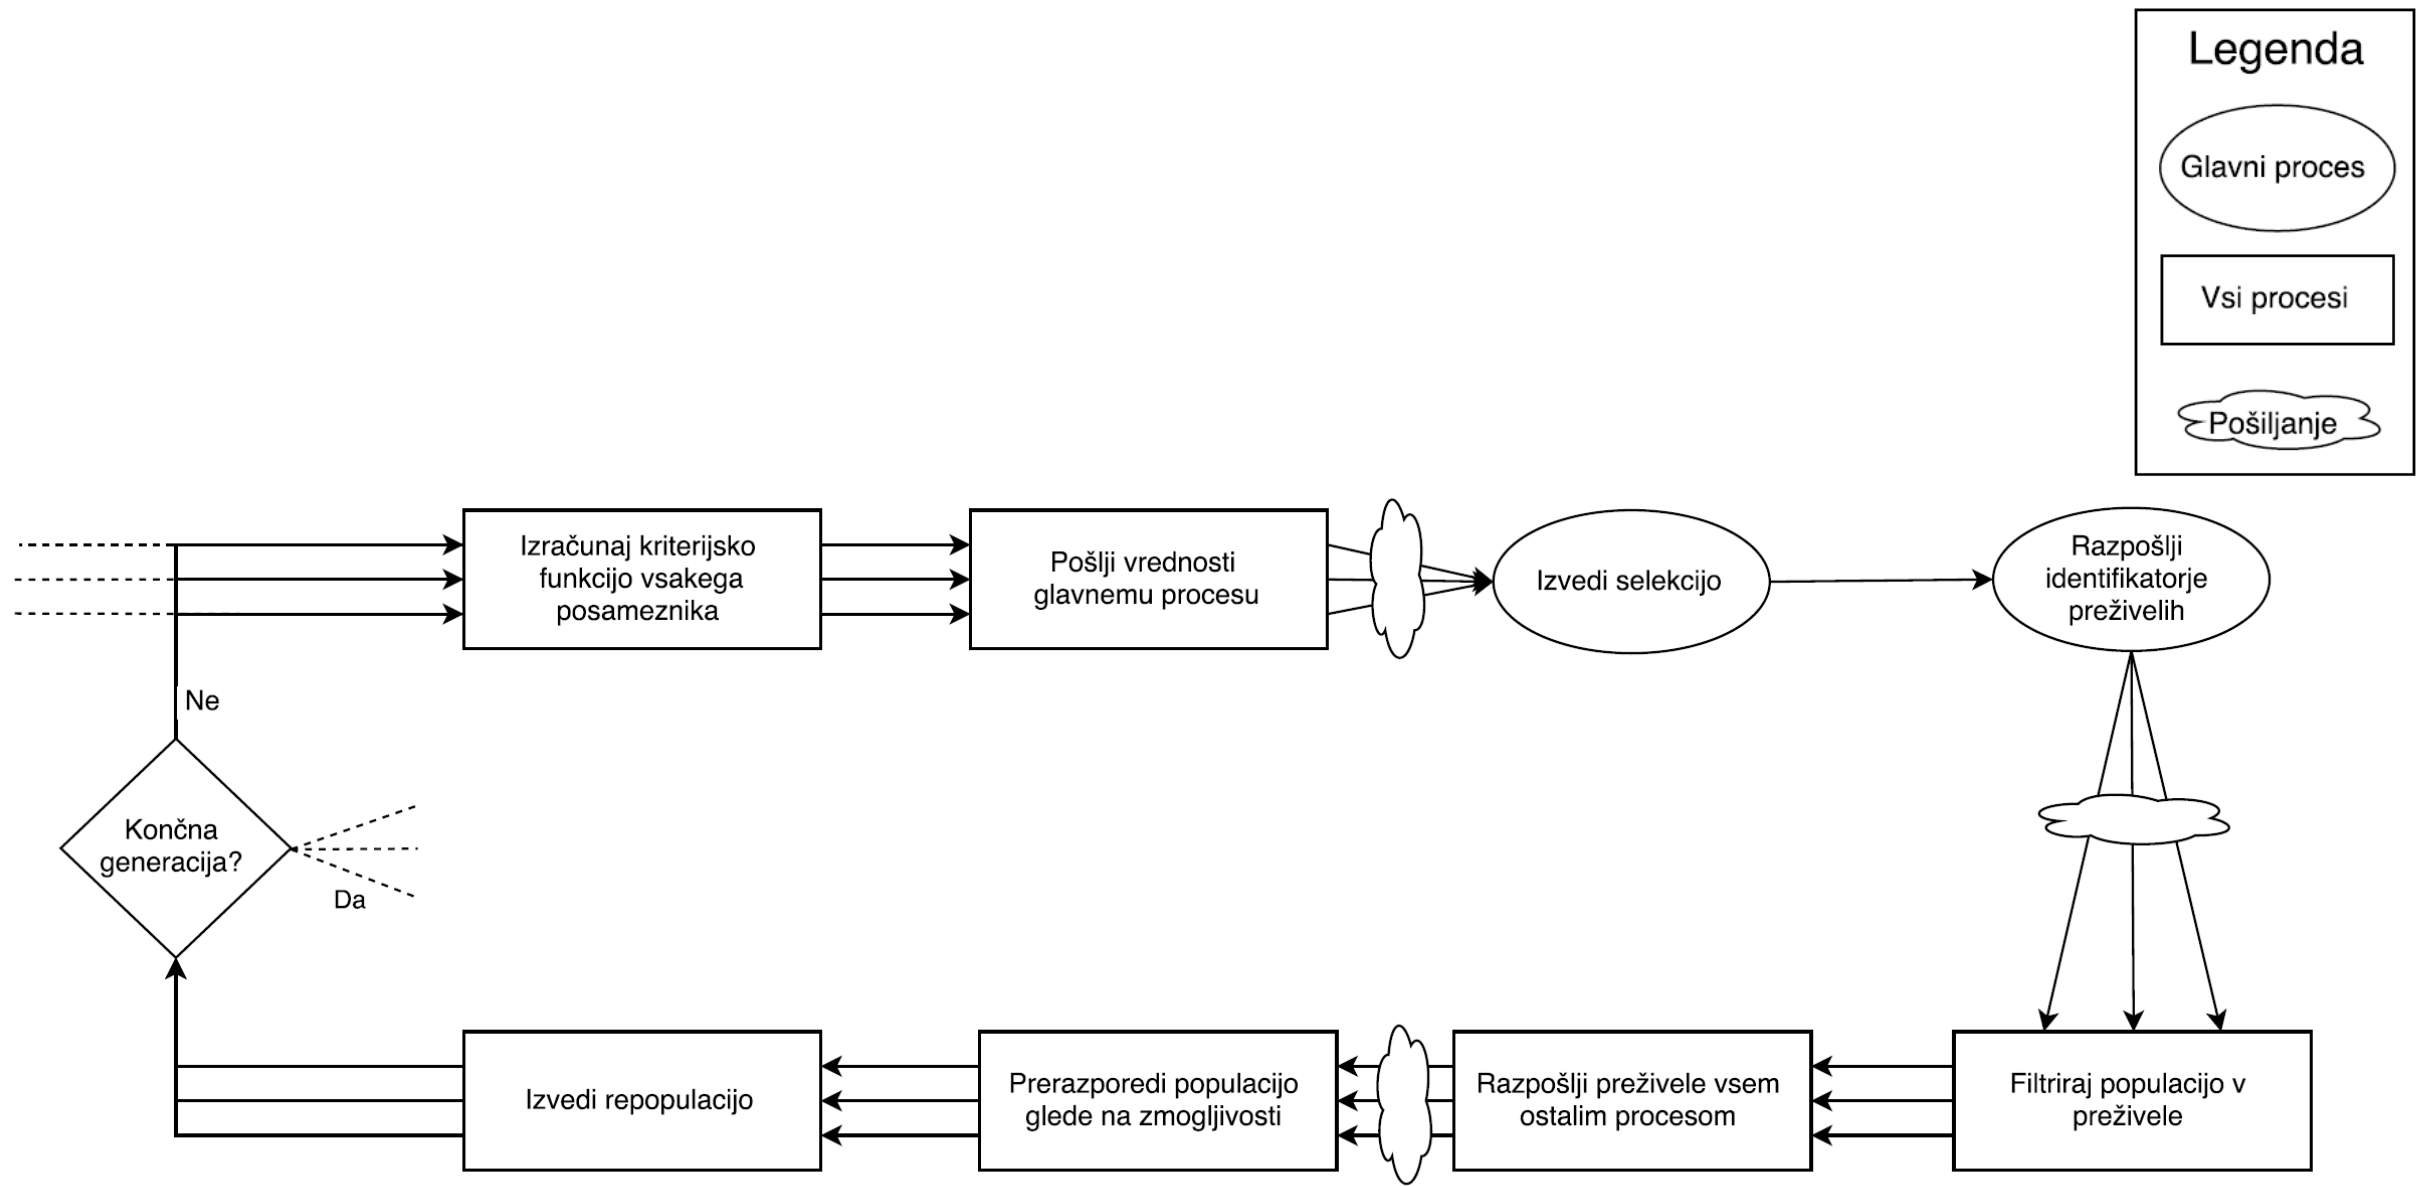 Legenda
Glavni proces
Vsi procesi
Pošiljanje
Izračunaj kriterijsko
funkcijo vsakega
posameznika
Pošlji vrednosti
glavnemu procesu
Izvedi selekcijo
Razpošlji
identifikatorje
preživelih
Ne
Končna
generacija?
Da
Izvedi repopulacijo
Prerazporedi populacijo
glede na zmogljivosti
Razpošlji preživele vsem
ostalim procesom
Filtriraj populacijo v
preživele